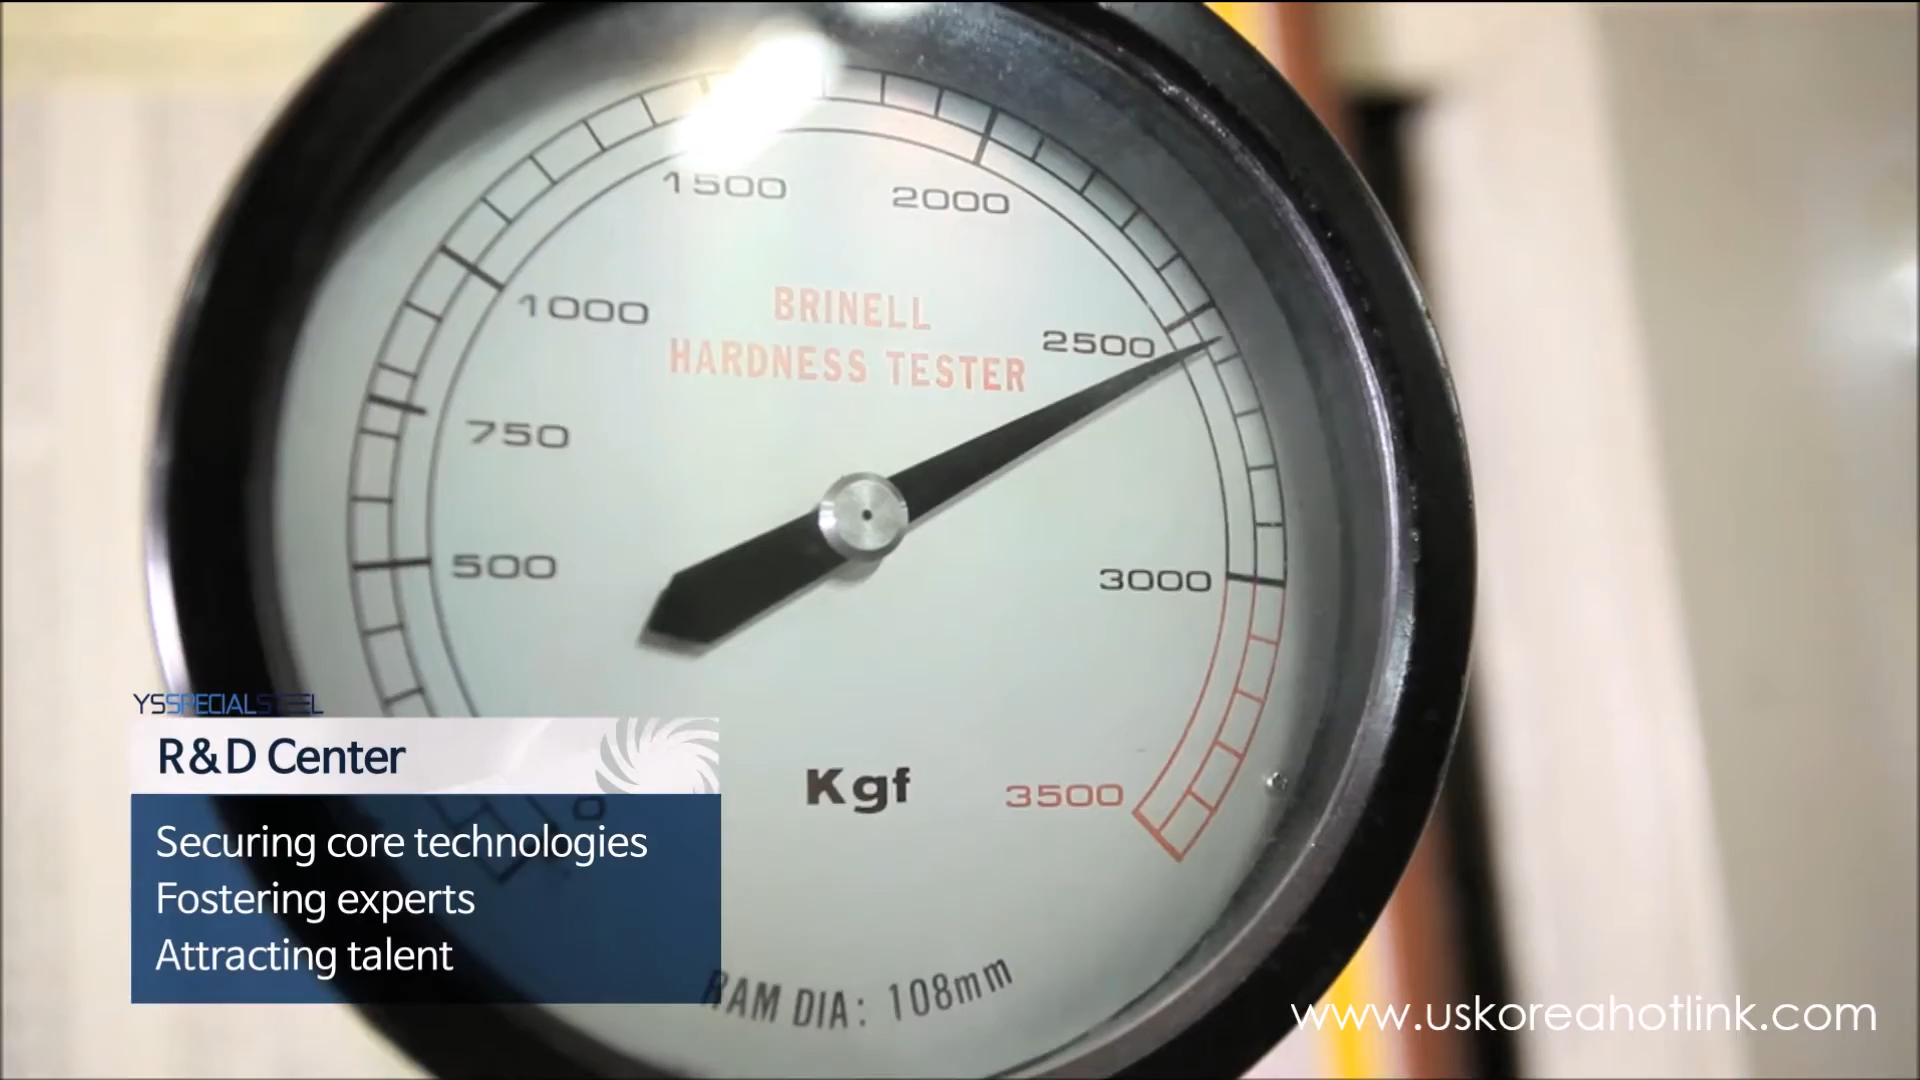 1500
2000
1000
BRINELL
HARDNESS TESTER
2500
750
500
3000
YSSPECIALSTEEL
R&D Center
Kgf
3500
0
Securing core technologies
Fostering experts
Attracting talent
RAM DIA: 108mm
www.uskoreahotlink.com